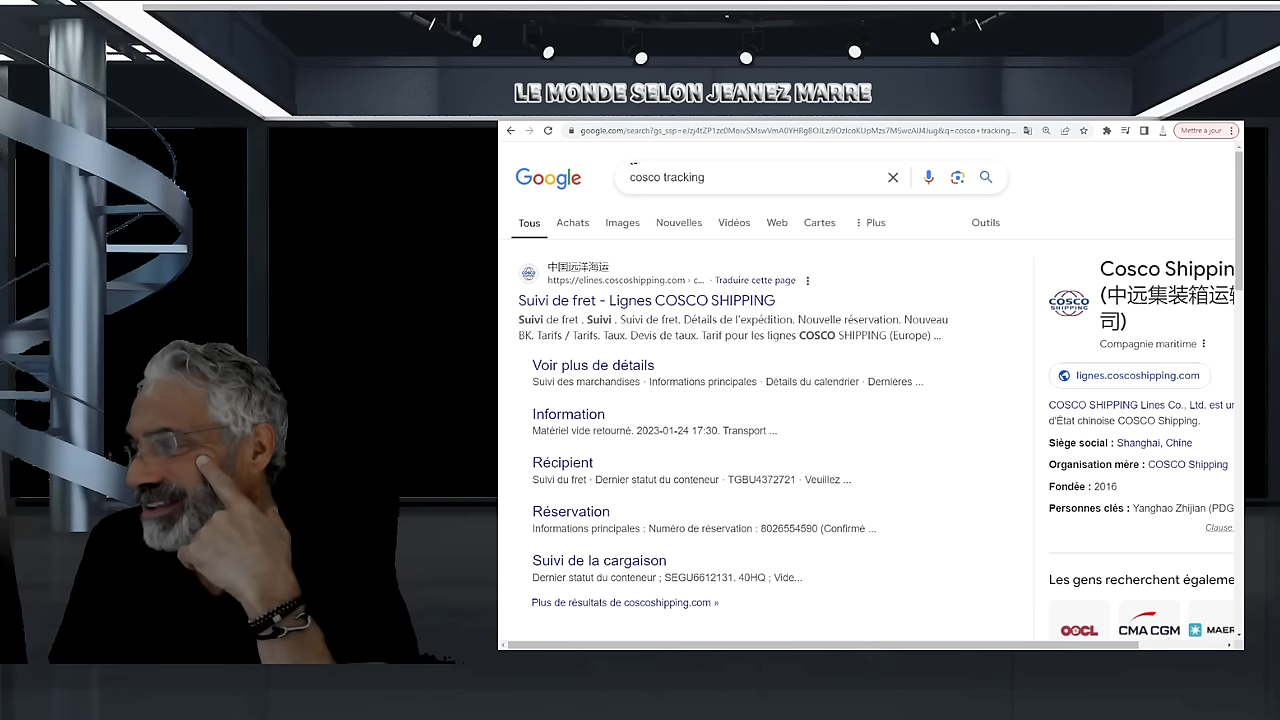 LE MONDE SELON JEANEZ MARRE
Mettre à jour
Google
cosco tracking
Tous
Achats
Images
Nouvelles
Vidéos
Web
Cartes
Plus
Outils
中国远洋海运
https://elines.coscoshipping.com › c... · Traduire cette page
Suivi de fret - Lignes COSCO SHIPPING
Suivi de fret . Suivi . Suivi de fret. Détails de l'expédition. Nouvelle réservation. Nouveau
BK. Tarifs / Tarifs. Taux. Devis de taux. Tarif pour les lignes COSCO SHIPPING (Europe) ...
Voir plus de détails
Suivi des marchandises · Informations principales · Détails du calendrier · Dernières ...
Information
Matériel vide retourné. 2023-01-24 17:30. Transport ...
Récipient
Suivi du fret · Dernier statut du conteneur · TGBU4372721 · Veuillez ...
Réservation
Informations principales : Numéro de réservation : 8026554590 (Confirmé ...
Suivi de la cargaison
Dernier statut du conteneur ; SEGU6612131. 40HQ ; Vide...
Plus de résultats de coscoshipping.com »
Cosco Shippin
(中远集装箱运输
司)
COSCO
SHIPPING
Compagnie maritime
lignes.coscoshipping.com
COSCO SHIPPING Lines Co., Ltd. est un
d'État chinoise COSCO Shipping.
Siège social : Shanghai, Chine
Organisation mère : COSCO Shipping
Fondée : 2016
Personnes clés : Yanghao Zhijian (PDG
Clause
Les gens recherchent égaleme
OOCL
CMA CGM
MAER